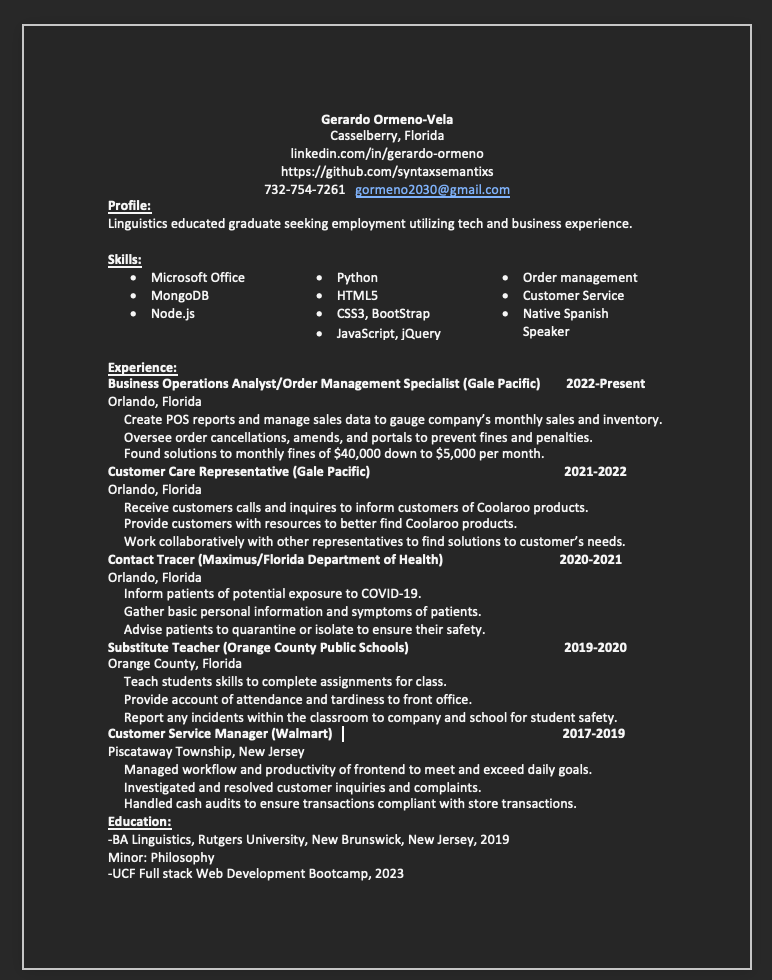 Gerardo Ormeno-Vela
Casselberry, Florida
linkedin.com/in/gerardo-ormeno
https://github.com/syntaxsemantixs
732-754-7261 gormeno2030@gmail.com
Profile:
Linguistics educated graduate seeking employment utilizing tech and business experience.
Skills:
• Microsoft Office
• MongoDB
• Node.js
• Python
• HTML5
• CSS3, BootStrap
• JavaScript, jQuery
• Order management
• Customer Service
• Native Spanish
Speaker
Experience:
Business Operations Analyst/Order Management Specialist (Gale Pacific) 2022-Present
Orlando, Florida
Create POS reports and manage sales data to gauge company’s monthly sales and inventory.
Oversee order cancellations, amends, and portals to prevent fines and penalties.
Found solutions to monthly fines of $40,000 down to $5,000 per month.
Customer Care Representative (Gale Pacific) 2021-2022
Orlando, Florida
Receive customers calls and inquires to inform customers of Coolaroo products.
Provide customers with resources to better find Coolaroo products.
Work collaboratively with other representatives to find solutions to customer’s needs.
Contact Tracer (Maximus/Florida Department of Health) 2020-2021
Orlando, Florida
Inform patients of potential exposure to COVID-19.
Gather basic personal information and symptoms of patients.
Advise patients to quarantine or isolate to ensure their safety.
Substitute Teacher (Orange County Public Schools) 2019-2020
Orange County, Florida
Teach students skills to complete assignments for class.
Provide account of attendance and tardiness to front office.
Report any incidents within the classroom to company and school for student safety.
Customer Service Manager (Walmart) 2017-2019
Piscataway Township, New Jersey
Managed workflow and productivity of frontend to meet and exceed daily goals.
Investigated and resolved customer inquiries and complaints.
Handled cash audits to ensure transactions compliant with store transactions.
Education:
-BA Linguistics, Rutgers University, New Brunswick, New Jersey, 2019
Minor: Philosophy
-UCF Full stack Web Development Bootcamp, 2023